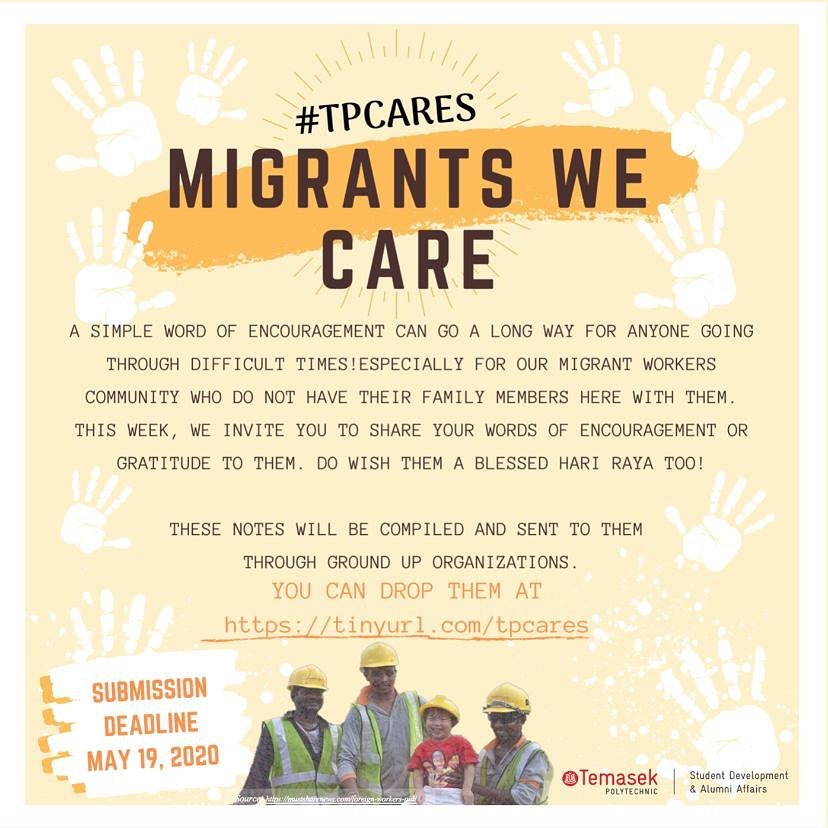 #TPCARES
MIGRANTS WE
CARE
A SIMPLE WORD OF ENCOURAGEMENT CAN GO A LONG WAY FOR ANYONE GOING
THROUGH DIFFICULT TIMES!ESPECIALLY FOR OUR MIGRANT WORKERS
COMMUNITY WHO DO NOT HAVE THEIR FAMILY MEMBERS HERE WITH THEM.
THIS WEEK, WE INVITE YOU TO SHARE YOUR WORDS OF ENCOURAGEMENT OR
GRATITUDE TO THEM. DO WISH THEM A BLESSED HARI RAYA TOO!
THESE NOTES WILL BE COMPILED AND SENT TO THEM
THROUGH GROUND UP ORGANIZATIONS.
YOU CAN DROP THEM AT
https://tinyurl.com/tpcares
SUBMISSION
DEADLINE
MAY 19, 2020
Source:
Temasek
POLYTECHNIC
Student Development
& Alumni Affairs